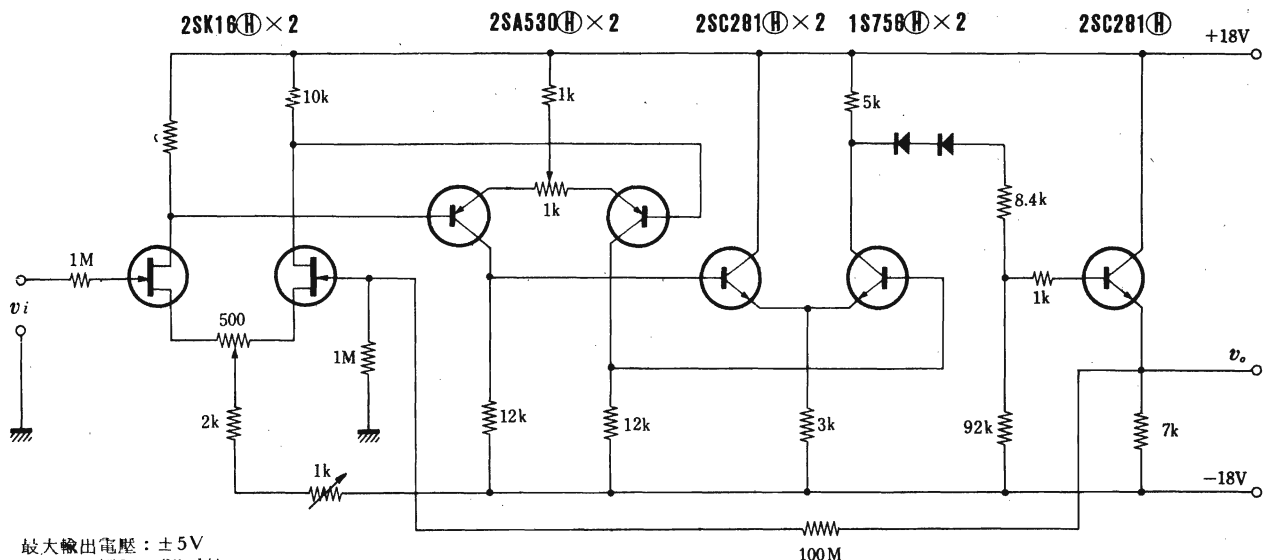 2SK16Ⓗ×2 2SA530Ⓗ×2 2SC281Ⓗ×2 1S756Ⓗ×2 2SC281Ⓗ
+18V
10k
1k
5k
1k
8.4k
1M
1k
vi
500
1M
vo
2k
12k
12k
3k
92k
7k
1k
−18V
最大輸出電壓：±5V
100M